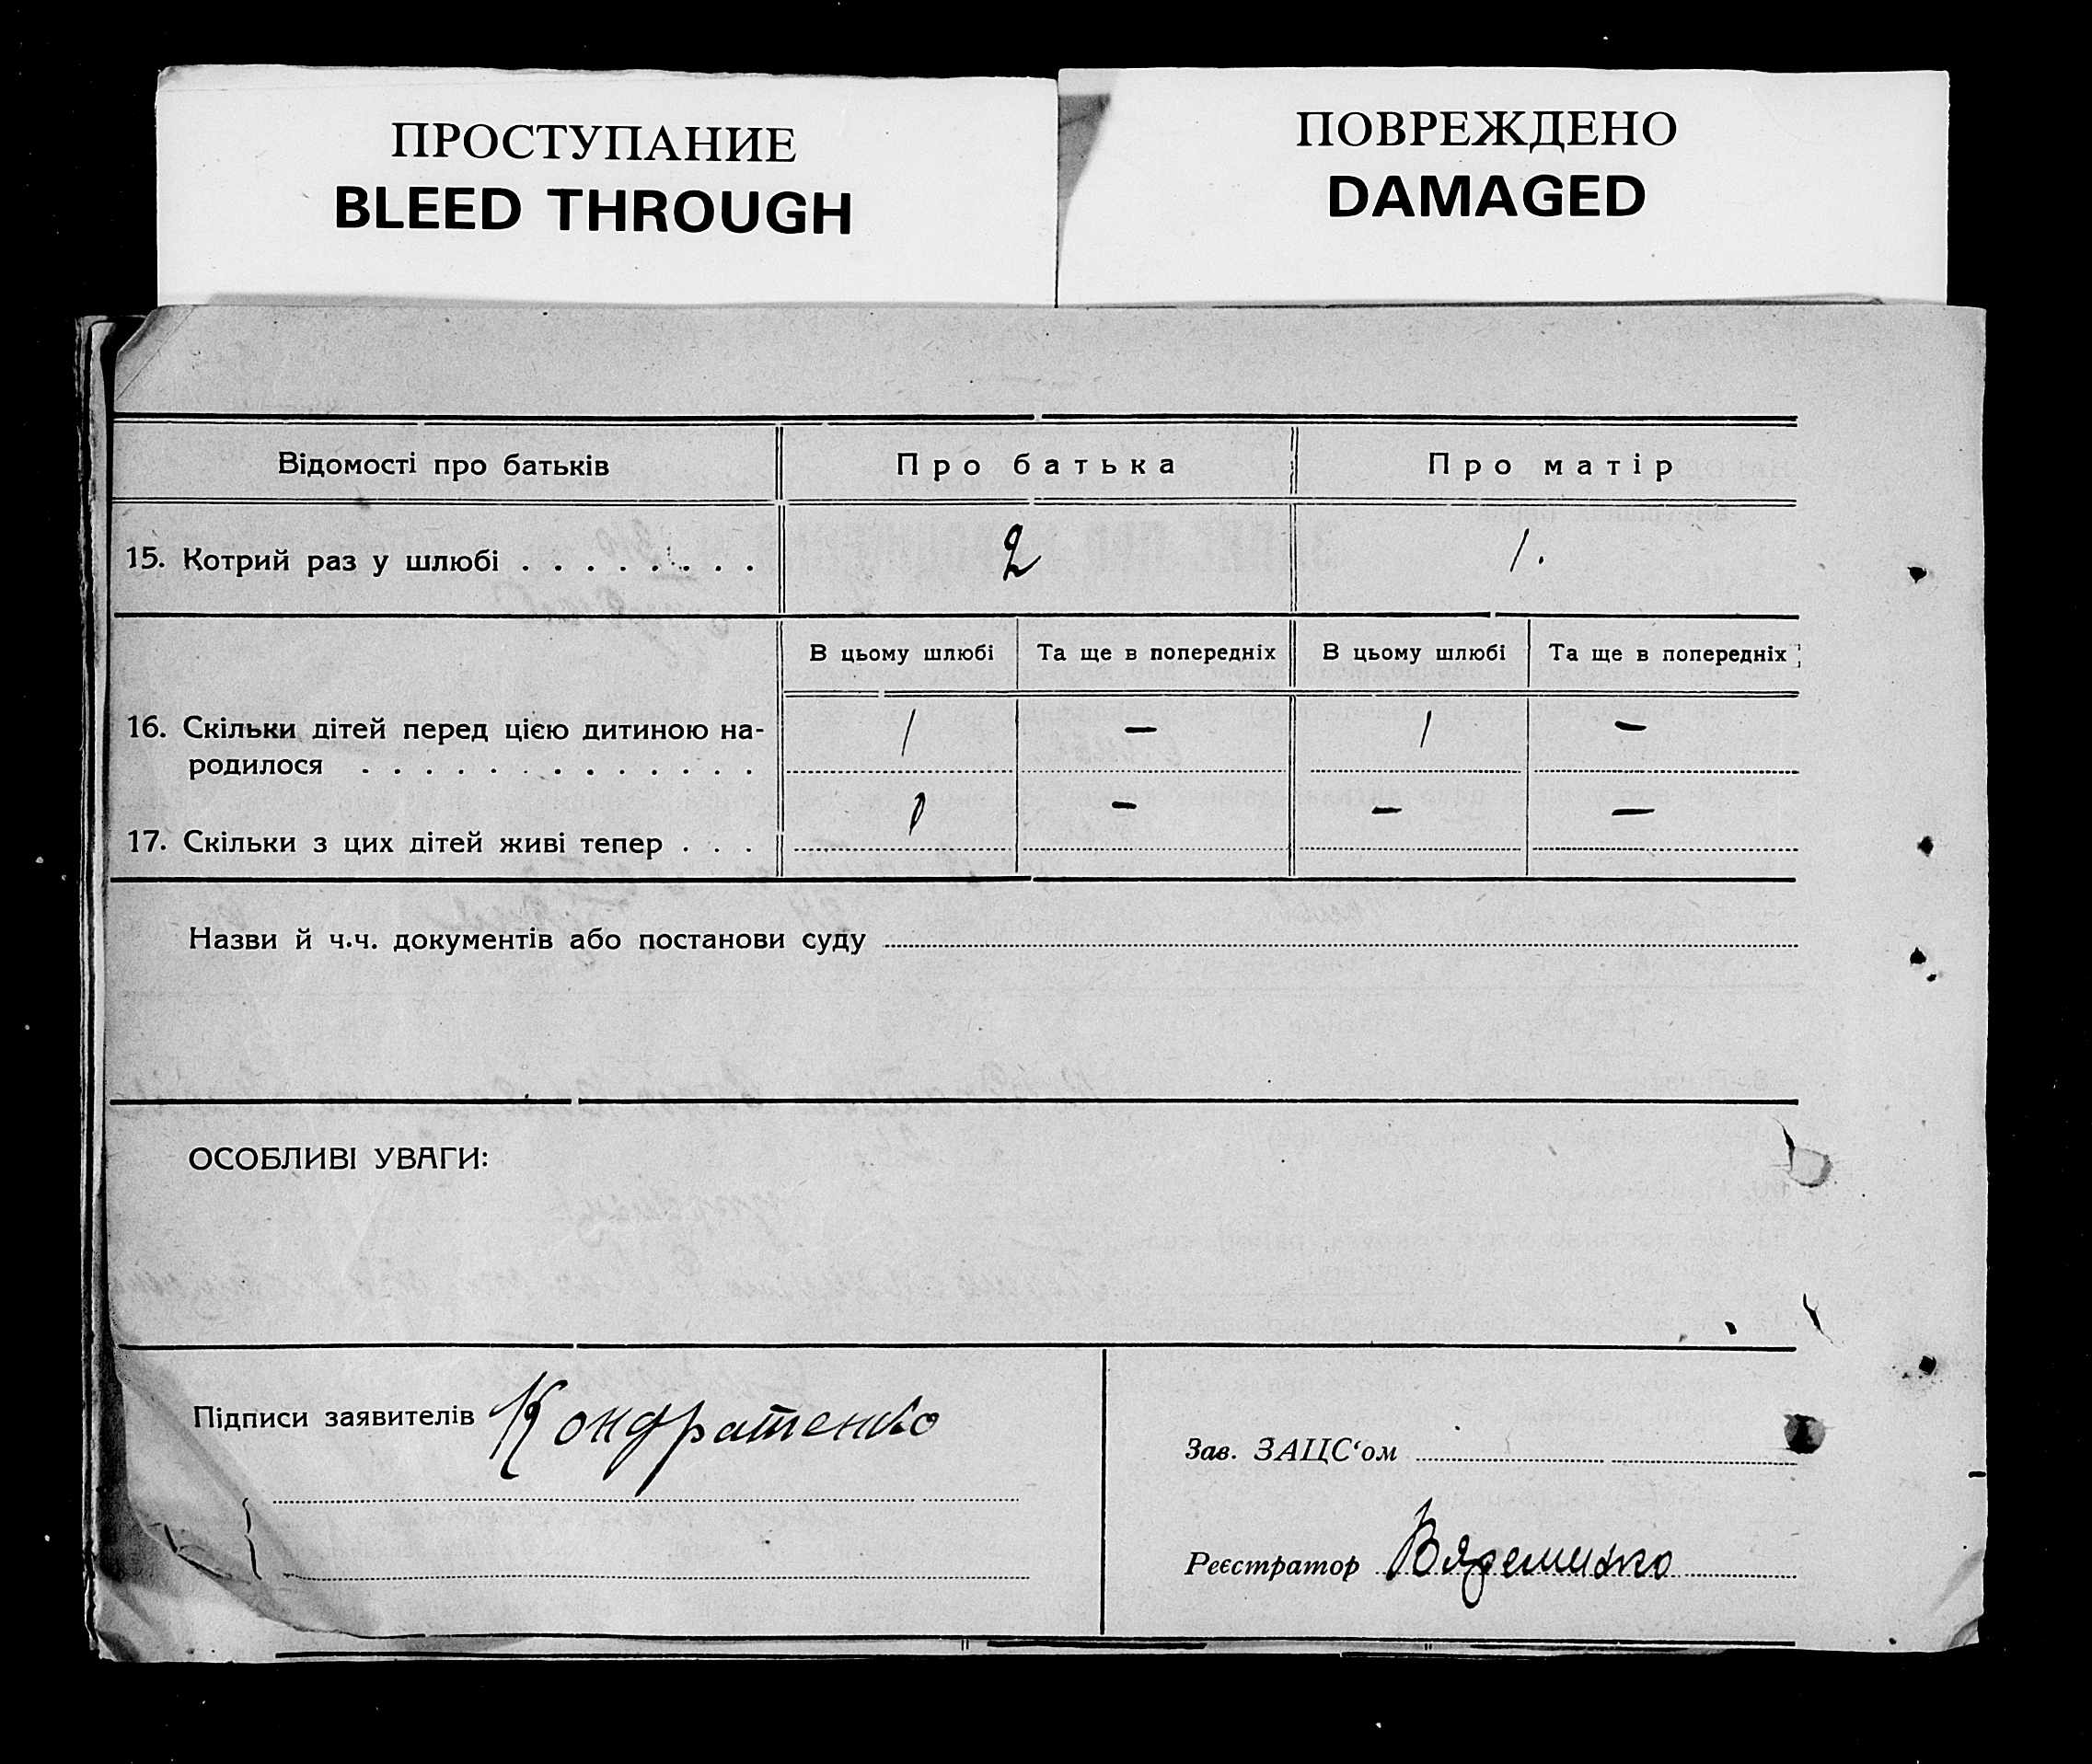 ПРОСТУПАНИЕ
BLEED THROUGH
ПОВРЕЖДЕНО
DAMAGED
Відомості про батьків
Про батька
Про матір
15. Котрий раз у шлюбі . . . . . . . .
2
1.
В цьому шлюбі
Та ще в попередніх
В цьому шлюбі
Та ще в попередніх
16. Скільки дітей перед цією дитиною на-
родилося . . . . . . . . . . . . .
1
—
1
—
17. Скільки з цих дітей живі тепер . . .
—
—
—
Назви й ч.ч. документів або постанови суду
ОСОБЛИВІ УВАГИ:
Підписи заявителів Кондратенко
Зав. ЗАЦС‘ом
Реєстратор